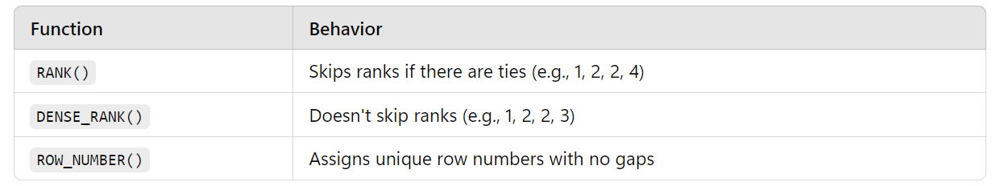 Function Behavior
RANK() Skips ranks if there are ties (e.g., 1, 2, 2, 4)
DENSE_RANK() Doesn't skip ranks (e.g., 1, 2, 2, 3)
ROW_NUMBER() Assigns unique row numbers with no gaps